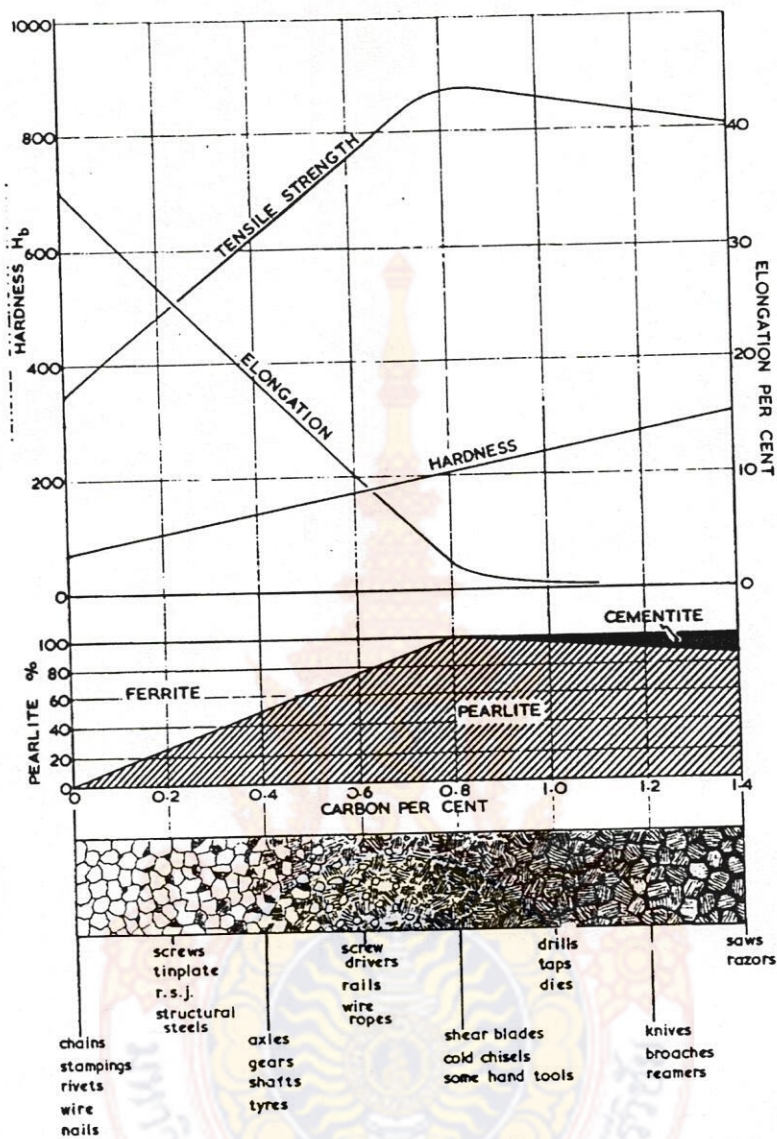 1000
800
600
400
200
0
HARDNESS Hb
TENSILE STRENGTH
ELONGATION
HARDNESS
40
30
20
10
0
ELONGATION PER CENT
CEMENTITE
100
80
60
40
20
0
PEARLITE %
FERRITE
PEARLITE
0 0.2 0.4 0.6 0.8 1.0 1.2 1.4
CARBON PER CENT
chains
stampings
rivets
wire
nails
screws
tinplate
r.s.j.
structural
steels
axles
gears
shafts
tyres
screw
drivers
rails
wire
ropes
shear blades
cold chisels
some hand tools
drills
taps
dies
knives
broaches
reamers
saws
razors